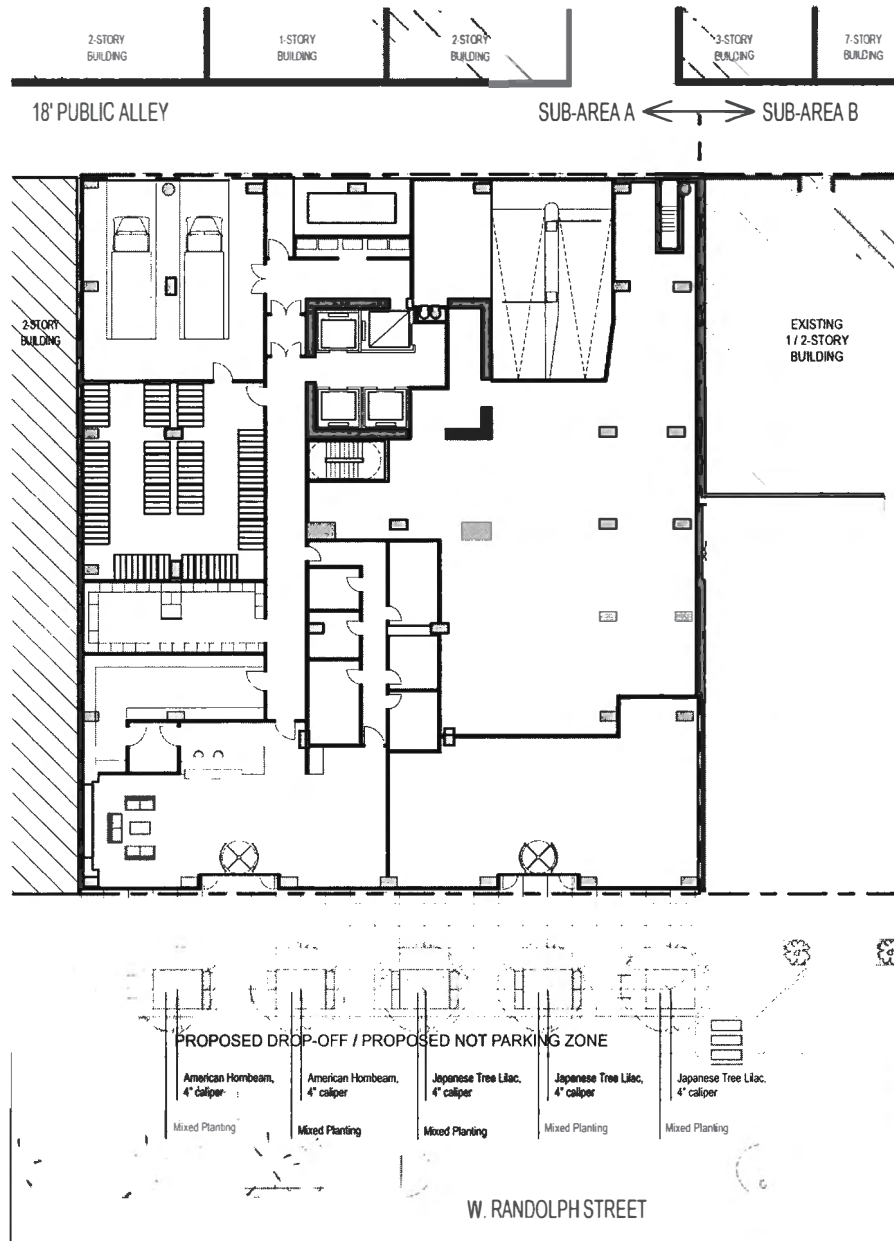 2-STORY
BUILDING
1-STORY
BUILDING
2-STORY
BUILDING
3-STORY
BUILDING
7-STORY
BUILDING
18' PUBLIC ALLEY
SUB-AREA A
SUB-AREA B
2-STORY
BUILDING
EXISTING
1 / 2-STORY
BUILDING
PROPOSED DROP-OFF / PROPOSED NOT PARKING ZONE
American Hornbeam,
4" caliper
American Hornbeam,
4" caliper
Japanese Tree Lilac,
4" caliper
Japanese Tree Lilac,
4" caliper
Japanese Tree Lilac,
4" caliper
Mixed Planting
Mixed Planting
Mixed Planting
Mixed Planting
Mixed Planting
W. RANDOLPH STREET